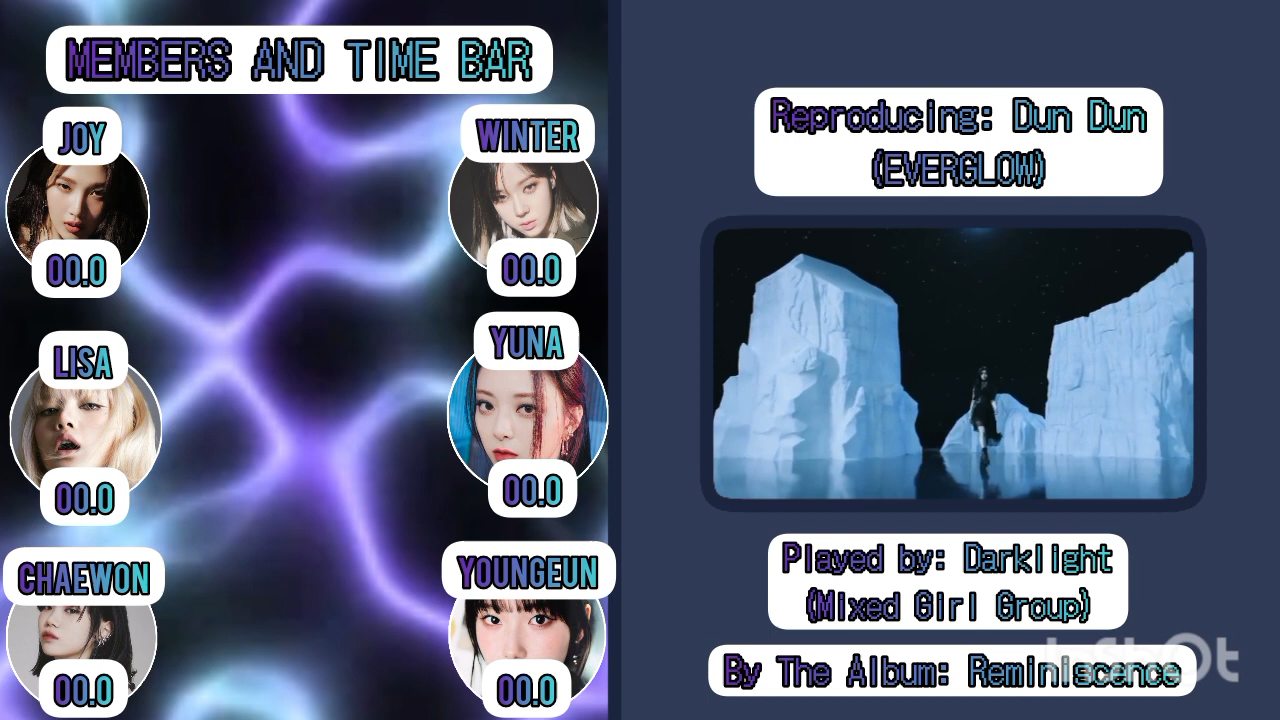 MEMBERS AND TIME BAR
JOY
00.0
WINTER
00.0
LISA
00.0
YUNA
00.0
CHAEWON
00.0
YOUNGEUN
00.0
Reproducing: Dun Dun
(EVERGLOW)
Played by: Darklight
(Mixed Girl Group)
By The Album: Reminiscence
InShOt